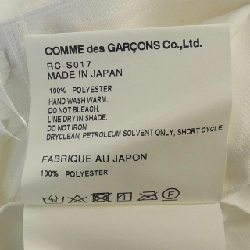 COMME des GARÇONS Co.,Ltd.
RC-S017
MADE IN JAPAN
100% POLYESTER
HAND WASH WARM.
DO NOT BLEACH
LINE DRY IN SHADE.
DO NOT IRON
DRYCLEAN, PETROLEUM SOLVENT ONLY, SHORT CYCLE
FABRIQUE AU JAPON
100% POLYESTER